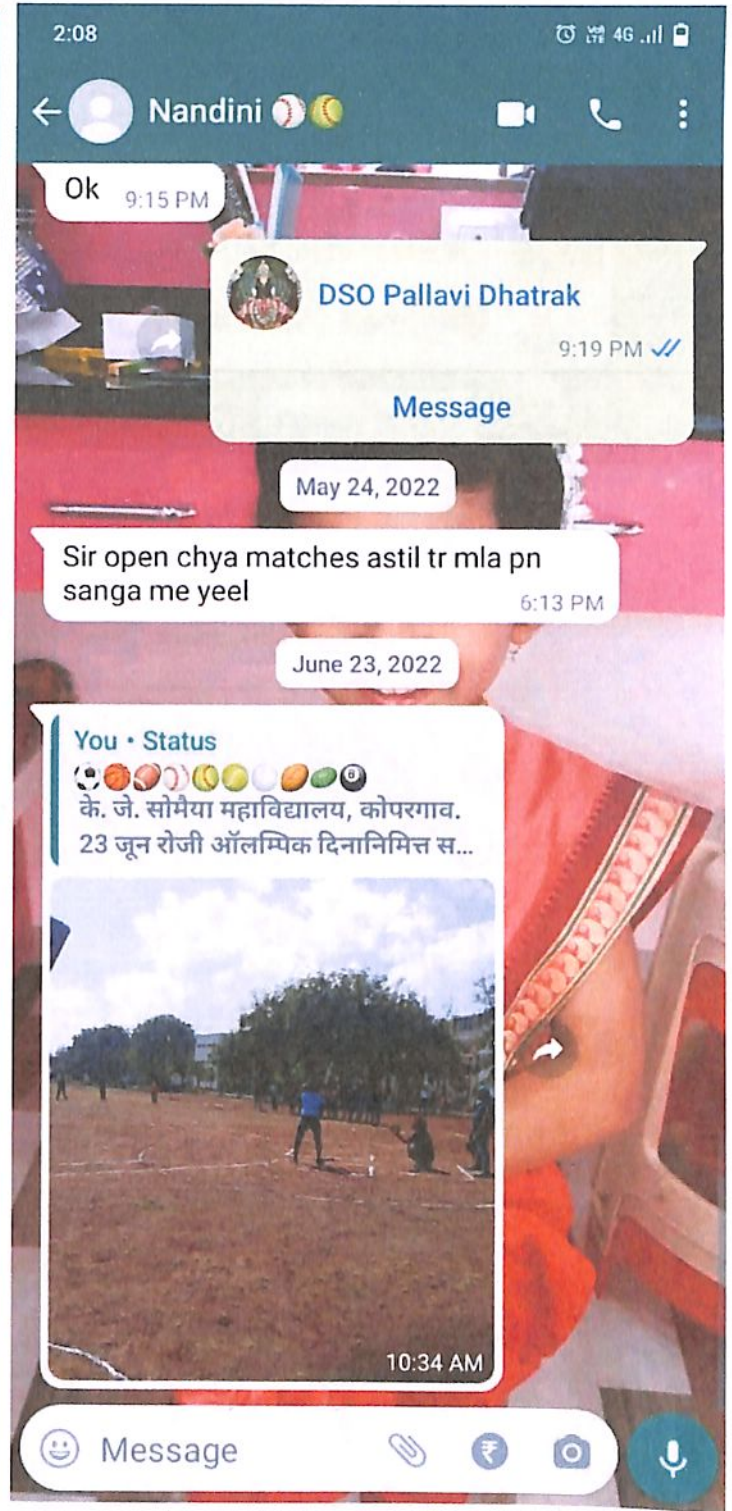 2:08 Vo) LTE 4G
Nandini ⚾🥎
Ok 9:15 PM
DSO Pallavi Dhatrak
9:19 PM
Message
May 24, 2022
Sir open chya matches astil tr mla pn
sanga me yeel
6:13 PM
June 23, 2022
You • Status
⚽🏀🏈⚾🥎🎾🏐🏉🎱
के. जे. सोमैया महाविद्यालय, कोपरगाव.
23 जून रोजी ऑलम्पिक दिनानिमित्त स...
10:34 AM
Message